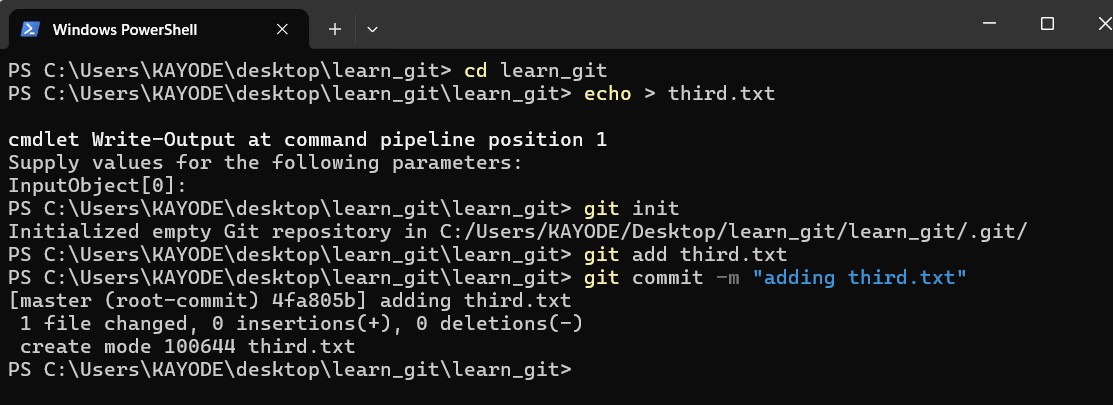 Windows PowerShell
PS C:\Users\KAYODE\desktop\learn_git> cd learn_git
PS C:\Users\KAYODE\desktop\learn_git\learn_git> echo > third.txt
cmdlet Write-Output at command pipeline position 1
Supply values for the following parameters:
InputObject[0]:
PS C:\Users\KAYODE\desktop\learn_git\learn_git> git init
Initialized empty Git repository in C:/Users/KAYODE/Desktop/learn_git/learn_git/.git/
PS C:\Users\KAYODE\desktop\learn_git\learn_git> git add third.txt
PS C:\Users\KAYODE\desktop\learn_git\learn_git> git commit -m "adding third.txt"
[master (root-commit) 4fa805b] adding third.txt
 1 file changed, 0 insertions(+), 0 deletions(-)
 create mode 100644 third.txt
PS C:\Users\KAYODE\desktop\learn_git\learn_git>